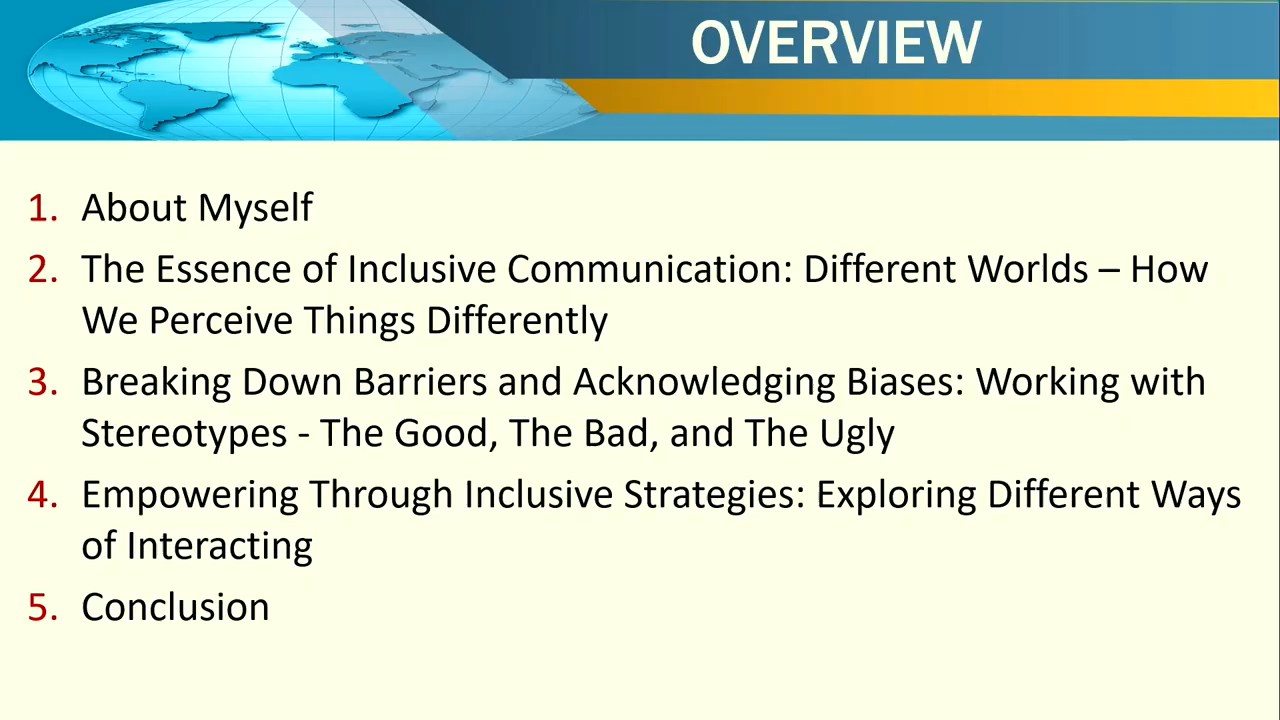 OVERVIEW
1. About Myself
2. The Essence of Inclusive Communication: Different Worlds – How
We Perceive Things Differently
3. Breaking Down Barriers and Acknowledging Biases: Working with
Stereotypes - The Good, The Bad, and The Ugly
4. Empowering Through Inclusive Strategies: Exploring Different Ways
of Interacting
5. Conclusion